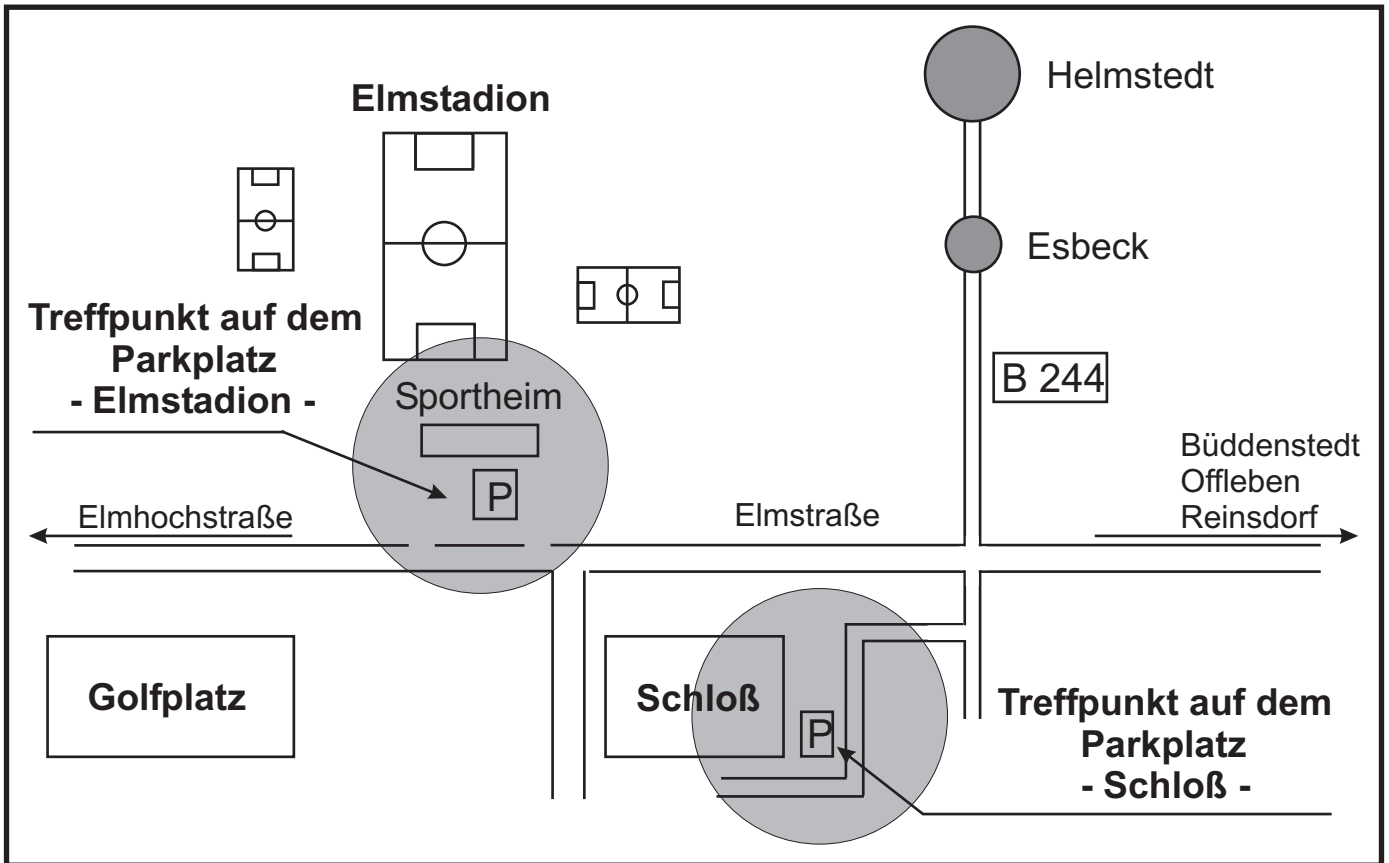 Helmstedt
Elmstadion
Esbeck
Treffpunkt auf dem
Parkplatz
- Elmstadion -
B 244
Sportheim
Büddenstedt
Offleben
Reinsdorf
P
Elmhochstraße
Elmstraße
Golfplatz
Schloß
P
Treffpunkt auf dem
Parkplatz
- Schloß -